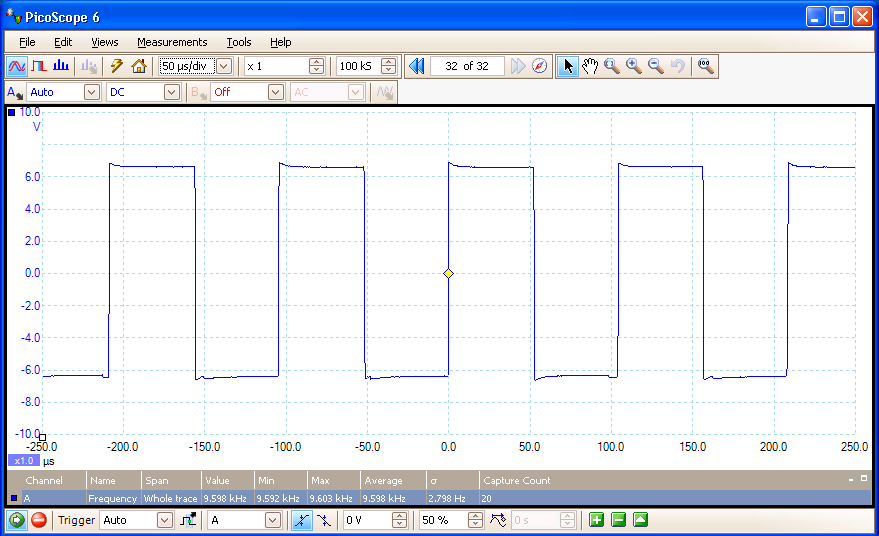 PicoScope 6
File Edit Views Measurements Tools Help
50 µs/div x 1 100 kS 32 of 32
A Auto DC B Off AC
10.0
V
6.0
4.0
2.0
0.0
-2.0
-4.0
-6.0
-8.0
-10.0
-250.0 -200.0 -150.0 -100.0 -50.0 0.0 50.0 100.0 150.0 200.0 250.0
x1.0 µs
Channel Name Span Value Min Max Average σ Capture Count
A Frequency Whole trace 9.598 kHz 9.592 kHz 9.603 kHz 9.598 kHz 2.798 Hz 20
Trigger Auto A 0 V 50 % 0 s